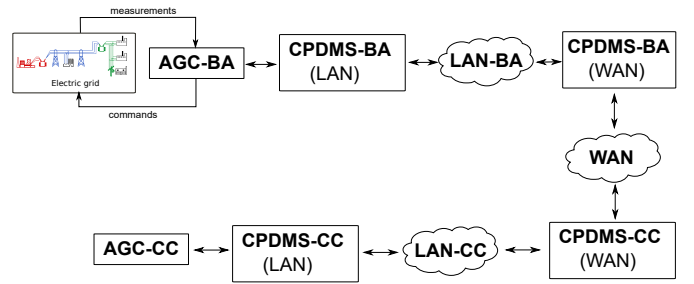 measurements
Electric grid
commands
AGC-BA
CPDMS-BA
(LAN)
LAN-BA
CPDMS-BA
(WAN)
WAN
AGC-CC
CPDMS-CC
(LAN)
LAN-CC
CPDMS-CC
(WAN)